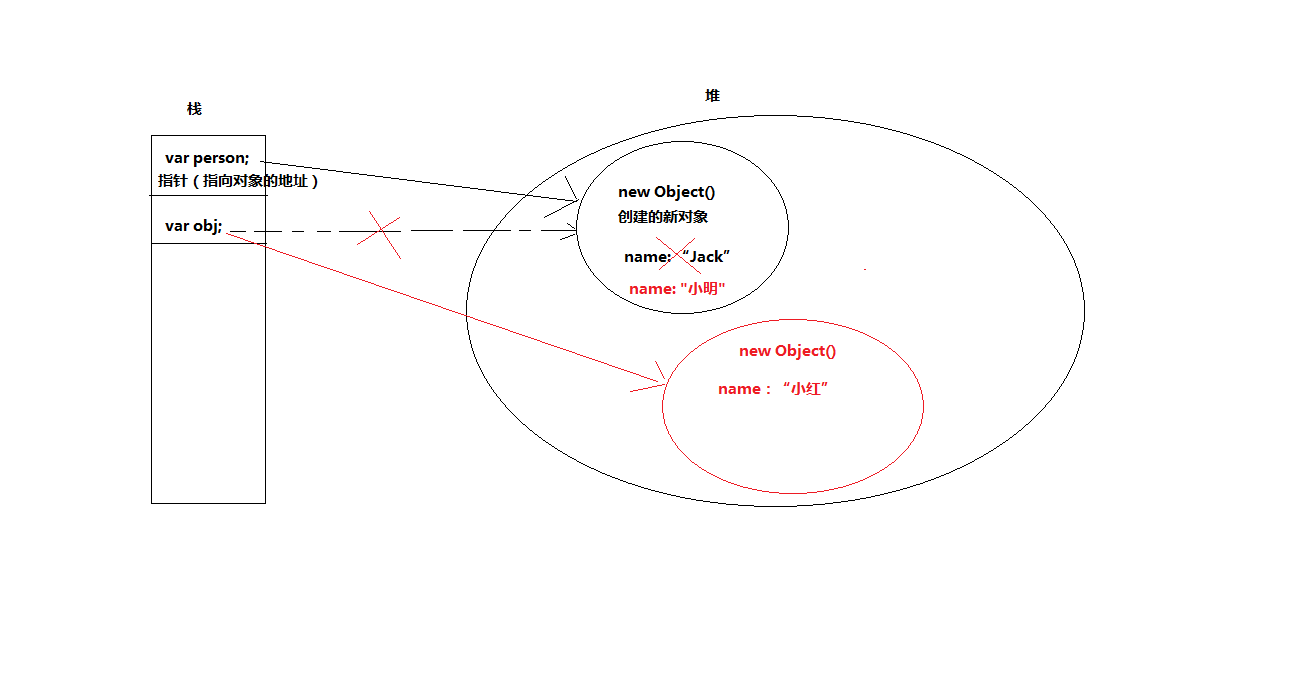 栈
堆
var person;
指针（指向对象的地址）
var obj;
new Object()
创建的新对象
name: “Jack”
name: "小明"
new Object()
name：“小红”